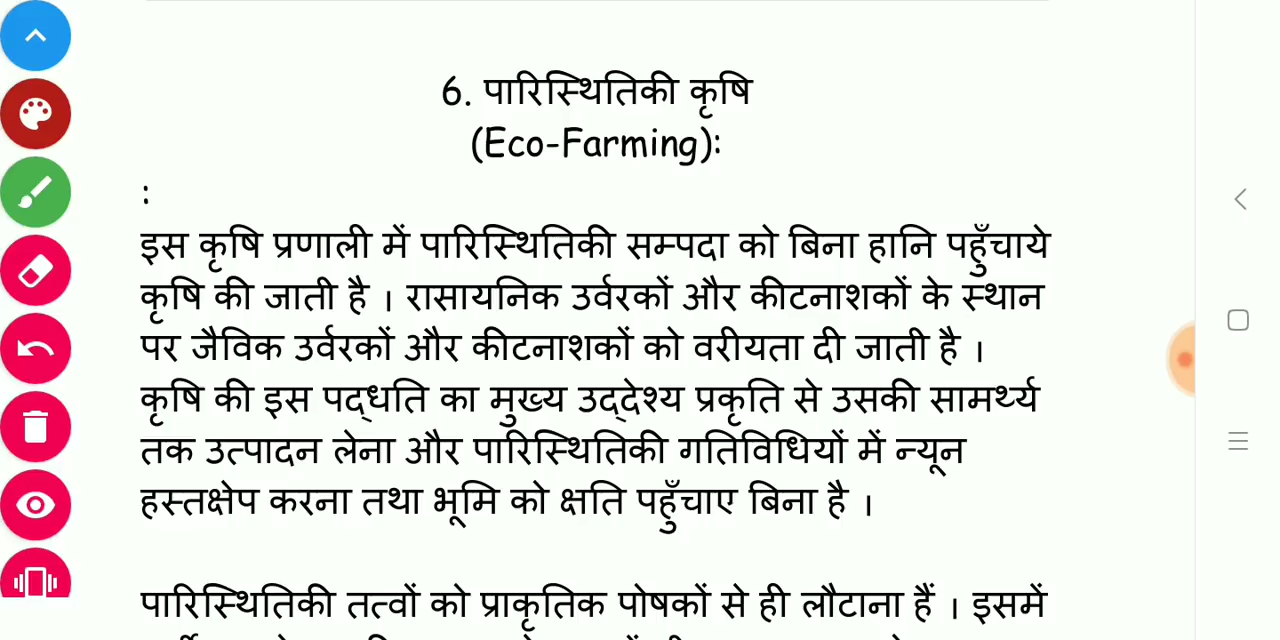 6. पारिस्थितिकी कृषि
(Eco-Farming):
:
इस कृषि प्रणाली में पारिस्थितिकी सम्पदा को बिना हानि पहुँचाये
कृषि की जाती है । रासायनिक उर्वरकों और कीटनाशकों के स्थान
पर जैविक उर्वरकों और कीटनाशकों को वरीयता दी जाती है ।
कृषि की इस पद्धति का मुख्य उद्देश्य प्रकृति से उसकी सामर्थ्य
तक उत्पादन लेना और पारिस्थितिकी गतिविधियों में न्यून
हस्तक्षेप करना तथा भूमि को क्षति पहुँचाए बिना है ।
पारिस्थितिकी तत्वों को प्राकृतिक पोषकों से ही लौटाना हैं । इसमें